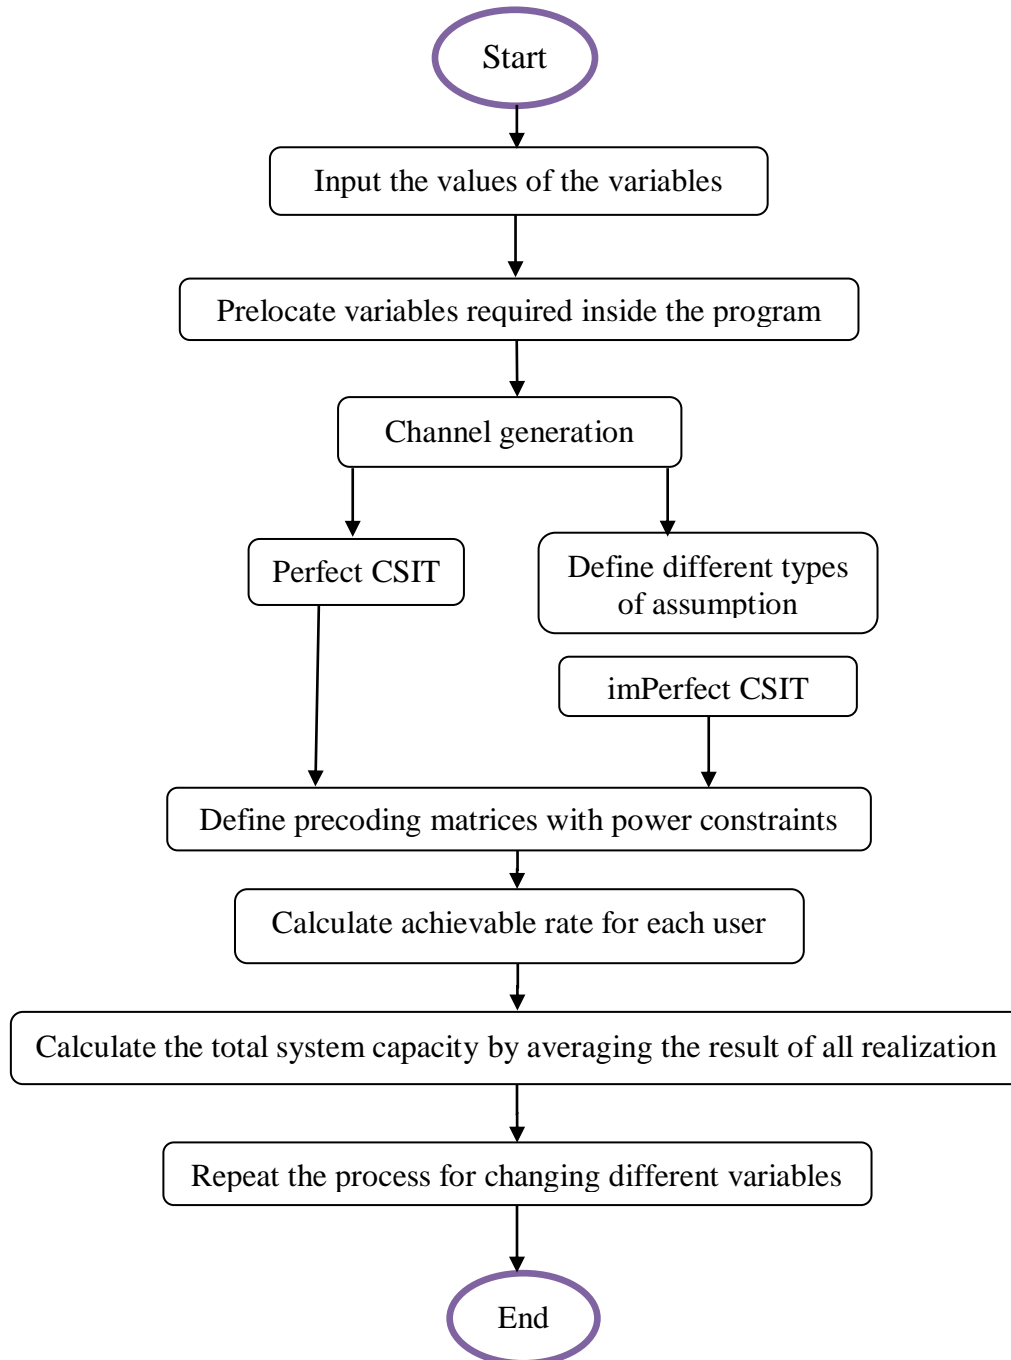 Start
Input the values of the variables
Prelocate variables required inside the program
Channel generation
Perfect CSIT
Define different types
of assumption
imPerfect CSIT
Define precoding matrices with power constraints
Calculate achievable rate for each user
Calculate the total system capacity by averaging the result of all realization
Repeat the process for changing different variables
End